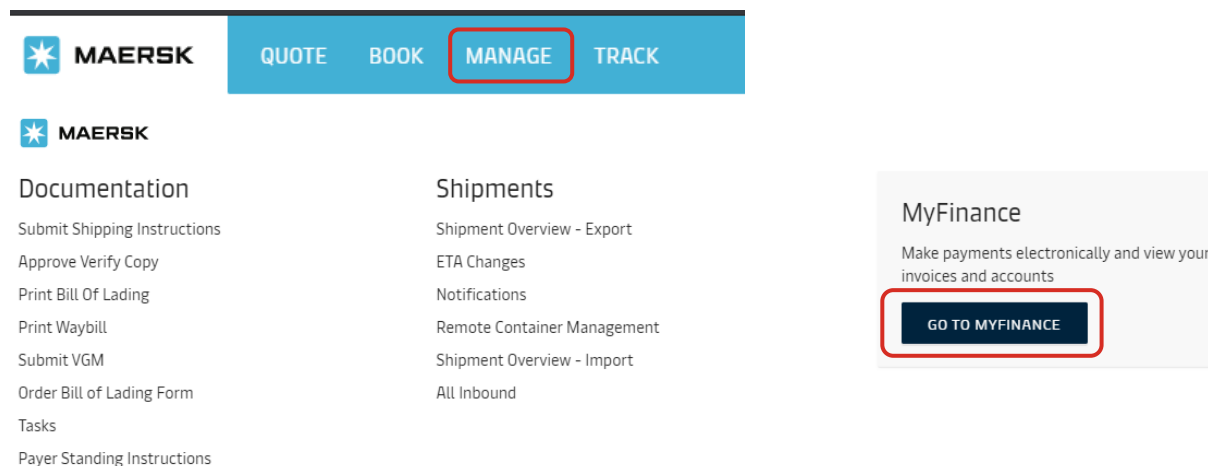 MAERSK QUOTE BOOK MANAGE TRACK
MAERSK
Documentation
Submit Shipping Instructions
Approve Verify Copy
Print Bill Of Lading
Print Waybill
Submit VGM
Order Bill of Lading Form
Tasks
Payer Standing Instructions
Shipments
Shipment Overview - Export
ETA Changes
Notifications
Remote Container Management
Shipment Overview - Import
All Inbound
MyFinance
Make payments electronically and view your
invoices and accounts
GO TO MYFINANCE